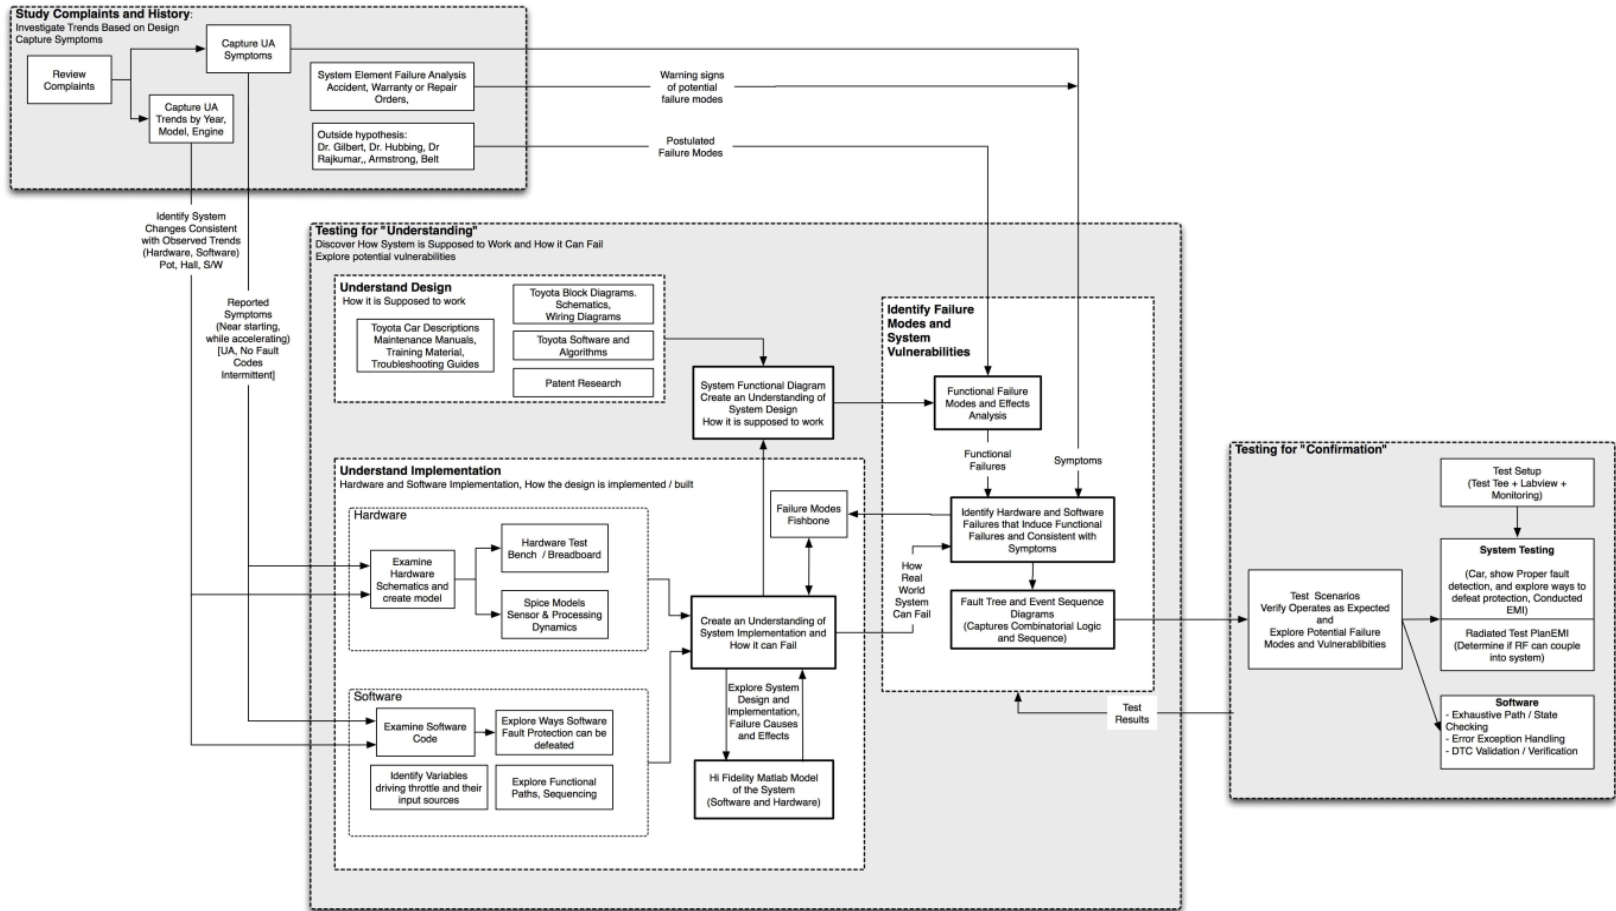 Study Complaints and History:
Investigate Trends Based on Design
Capture Symptoms
Review
Complaints
Capture UA
Symptoms
Capture UA
Trends by Year,
Model, Engine
System Element Failure Analysis
Accident, Warranty or Repair
Orders,
Outside hypothesis:
Dr. Gilbert, Dr. Hubbing, Dr
Rajkumar,, Armstrong, Belt
Warning signs
of potential
failure modes
Postulated
Failure Modes
Identify System
Changes Consistent
with Observed Trends
(Hardware, Software)
Pot, Hall, S/W
Reported
Symptoms
(Near starting,
while accelerating)
[UA, No Fault
Codes
Intermittent]
Testing for "Understanding"
Discover How System is Supposed to Work and How it Can Fail
Explore potential vulnerabilities
Understand Design
How it is Supposed to work
Toyota Car Descriptions
Maintenance Manuals,
Training Material,
Troubleshooting Guides
Toyota Block Diagrams.
Schematics,
Wiring Diagrams
Toyota Software and
Algorithms
Patent Research
System Functional Diagram
Create an Understanding of
System Design
How it is supposed to work
Identify Failure
Modes and
System
Vulnerabilities
Functional Failure
Modes and Effects
Analysis
Functional
Failures
Symptoms
Identify Hardware and Software
Failures that Induce Functional
Failures and Consistent with
Symptoms
Fault Tree and Event Sequence
Diagrams
(Captures Combinatorial Logic
and Sequence)
Understand Implementation
Hardware and Software Implementation, How the design is implemented / built
Hardware
Examine
Hardware
Schematics and
create model
Hardware Test
Bench / Breadboard
Spice Models
Sensor & Processing
Dynamics
Failure Modes
Fishbone
How
Real
World
System
Can Fail
Create an Understanding of
System Implementation and
How it can Fail
Explore System
Design and
Implementation,
Failure Causes
and Effects
Hi Fidelity Matlab Model
of the System
(Software and Hardware)
Software
Examine Software
Code
Explore Ways Software
Fault Protection can be
defeated
Identify Variables
driving throttle and their
input sources
Explore Functional
Paths, Sequencing
Test
Results
Testing for "Confirmation"
Test Setup
(Test Tee + Labview +
Monitoring)
Test Scenarios
Verify Operates as Expected
and
Explore Potential Failure
Modes and Vulnerablibities
System Testing
(Car, show Proper fault
detection, and explore ways to
defeat protection, Conducted
EMI)
Radiated Test PlanEMI
(Determine if RF can couple
into system)
Software
- Exhaustive Path / State
Checking
- Error Exception Handling
- DTC Validation / Verification